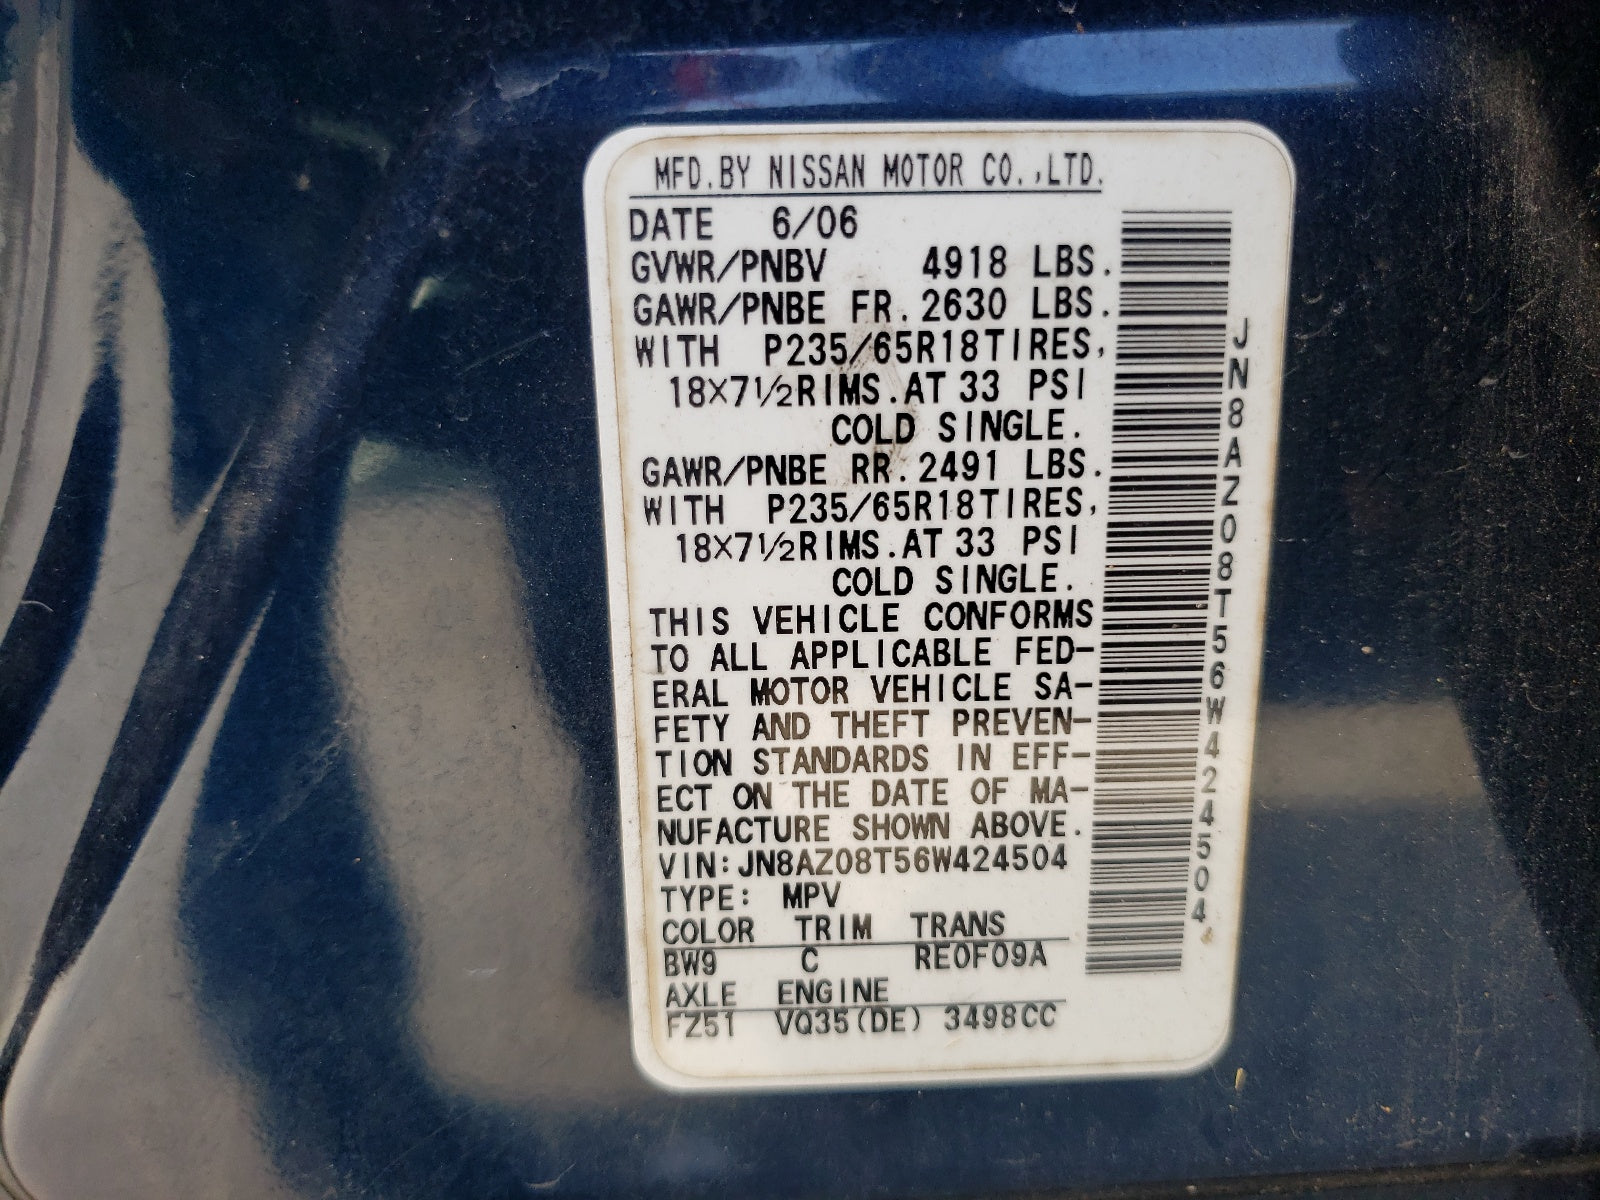 MFD.BY NISSAN MOTOR CO.,LTD.
DATE 6/06
GVWR/PNBV 4918 LBS.
GAWR/PNBE FR. 2630 LBS.
WITH P235/65R18TIRES,
18×7½RIMS.AT 33 PSI
COLD SINGLE.
GAWR/PNBE RR. 2491 LBS.
WITH P235/65R18TIRES,
18×7½RIMS.AT 33 PSI
COLD SINGLE.
THIS VEHICLE CONFORMS
TO ALL APPLICABLE FED-
ERAL MOTOR VEHICLE SA-
FETY AND THEFT PREVEN-
TION STANDARDS IN EFF-
ECT ON THE DATE OF MA-
NUFACTURE SHOWN ABOVE.
VIN:JN8AZ08T56W424504
TYPE: MPV
COLOR TRIM TRANS
BW9 C RE0F09A
AXLE ENGINE
FZ51 VQ35(DE) 3498CC
JN8AZ08T56W424504